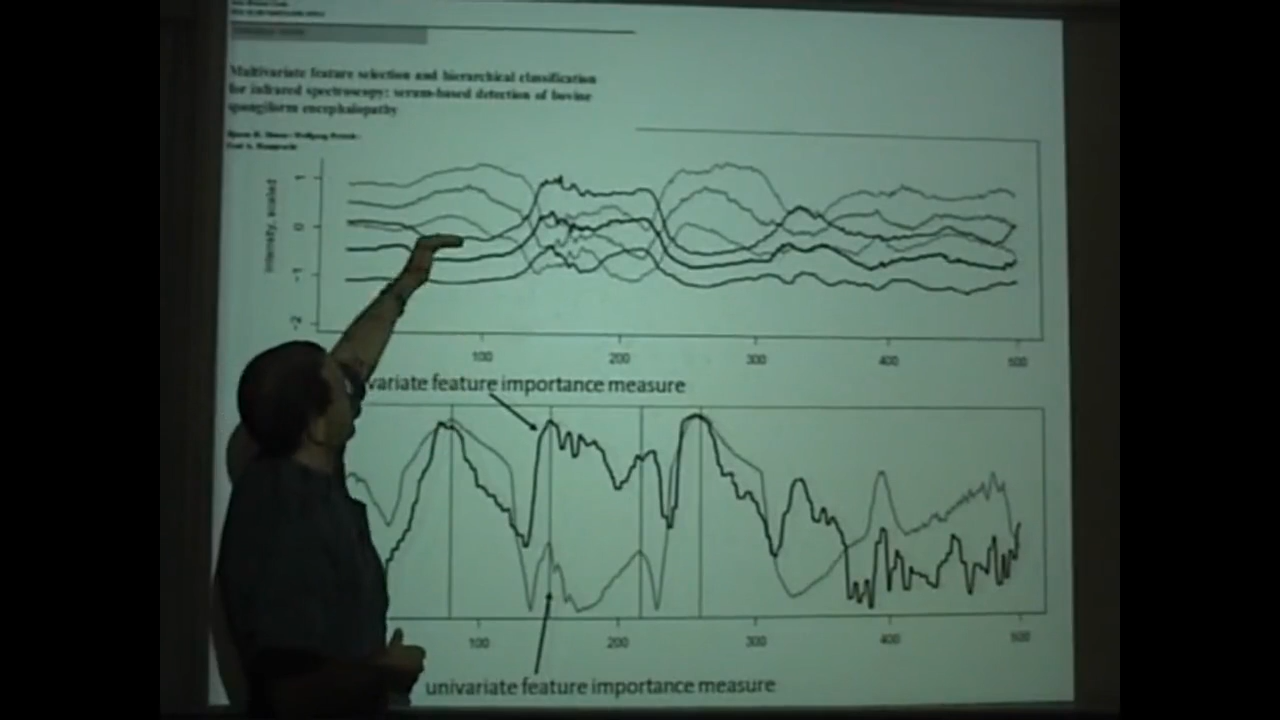 Multivariate feature selection and hierarchical classification
for infrared spectroscopy: serum-based detection of bovine
spongiform encephalopathy
intensity, scaled
1
0
-1
-2
100 200 300 400 500
variate feature importance measure
100 200 300 400 500
univariate feature importance measure